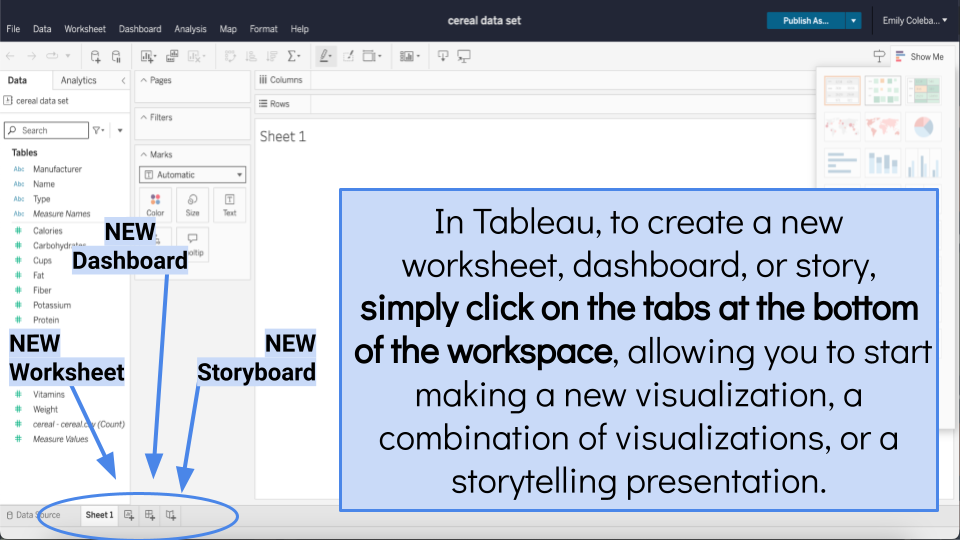 cereal data set
Publish As...
Emily Coleba...
File Data Worksheet Dashboard Analysis Map Format Help
Show Me
Data Analytics
cereal data set
Search
Tables
Abc Manufacturer
Abc Name
Abc Type
Abc Measure Names
# Calories
# Carbohydrates
# Cups
# Fat
# Fiber
# Potassium
# Protein
# Vitamins
# Weight
# cereal - cereal.csv (Count)
# Measure Values
Pages
Filters
Marks
Automatic
Color Size Text
Columns
Rows
Sheet 1
NEW
Dashboard
NEW
Worksheet
NEW
Storyboard
In Tableau, to create a new
worksheet, dashboard, or story,
simply click on the tabs at the bottom
of the workspace, allowing you to start
making a new visualization, a
combination of visualizations, or a
storytelling presentation.
Data Source
Sheet 1